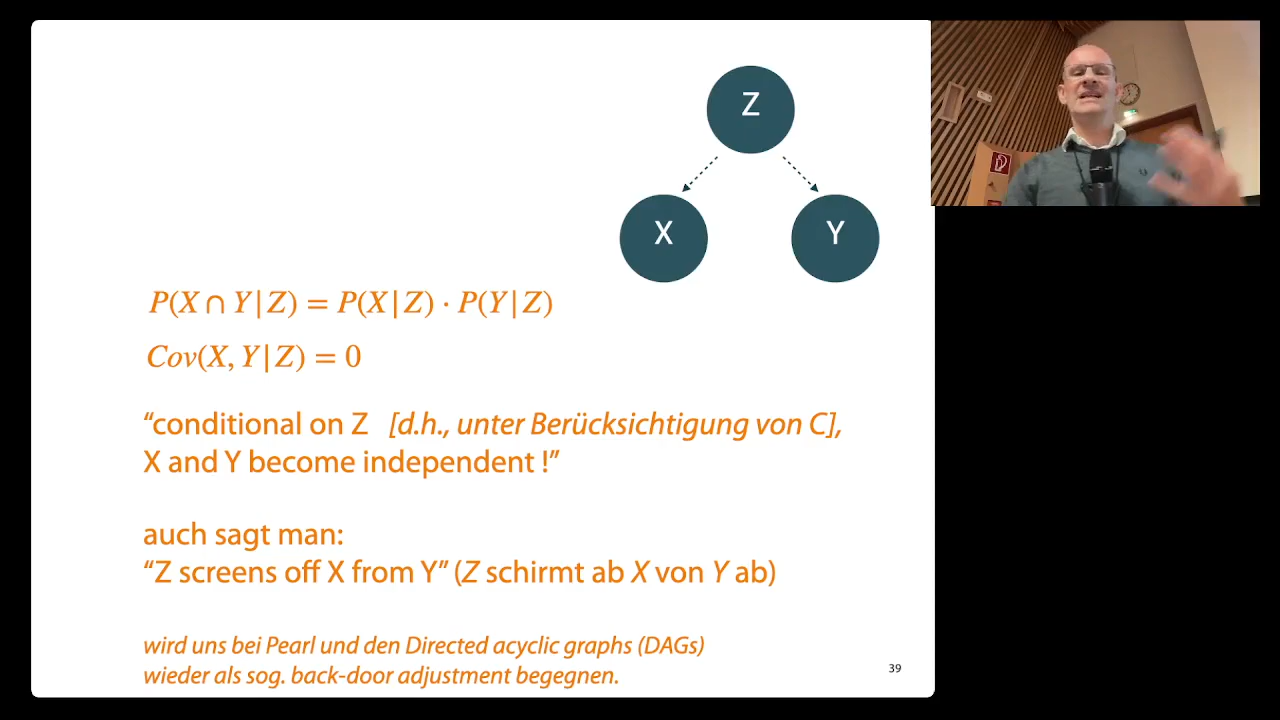 Z
X
Y
P(X ∩ Y|Z) = P(X|Z) · P(Y|Z)
Cov(X, Y|Z) = 0
“conditional on Z [d.h., unter Berücksichtigung von C],
X and Y become independent !”
auch sagt man:
“Z screens off X from Y” (Z schirmt ab X von Y ab)
wird uns bei Pearl und den Directed acyclic graphs (DAGs)
wieder als sog. back-door adjustment begegnen.
39